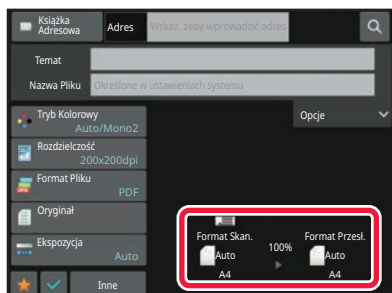 Książka Adresowa
Adres
Wskaż, żeby wprowadzić adres
Temat
Nazwa Pliku
Określone w ustawieniach systemu
Tryb Kolorowy
Auto/Mono2
Opcje
Rozdzielczość
200x200dpi
Format Pliku
PDF
Oryginał
Ekspozycja
Auto
Inne
Format Skan.
100%
Format Przesł.
Auto
Auto
A4
A4